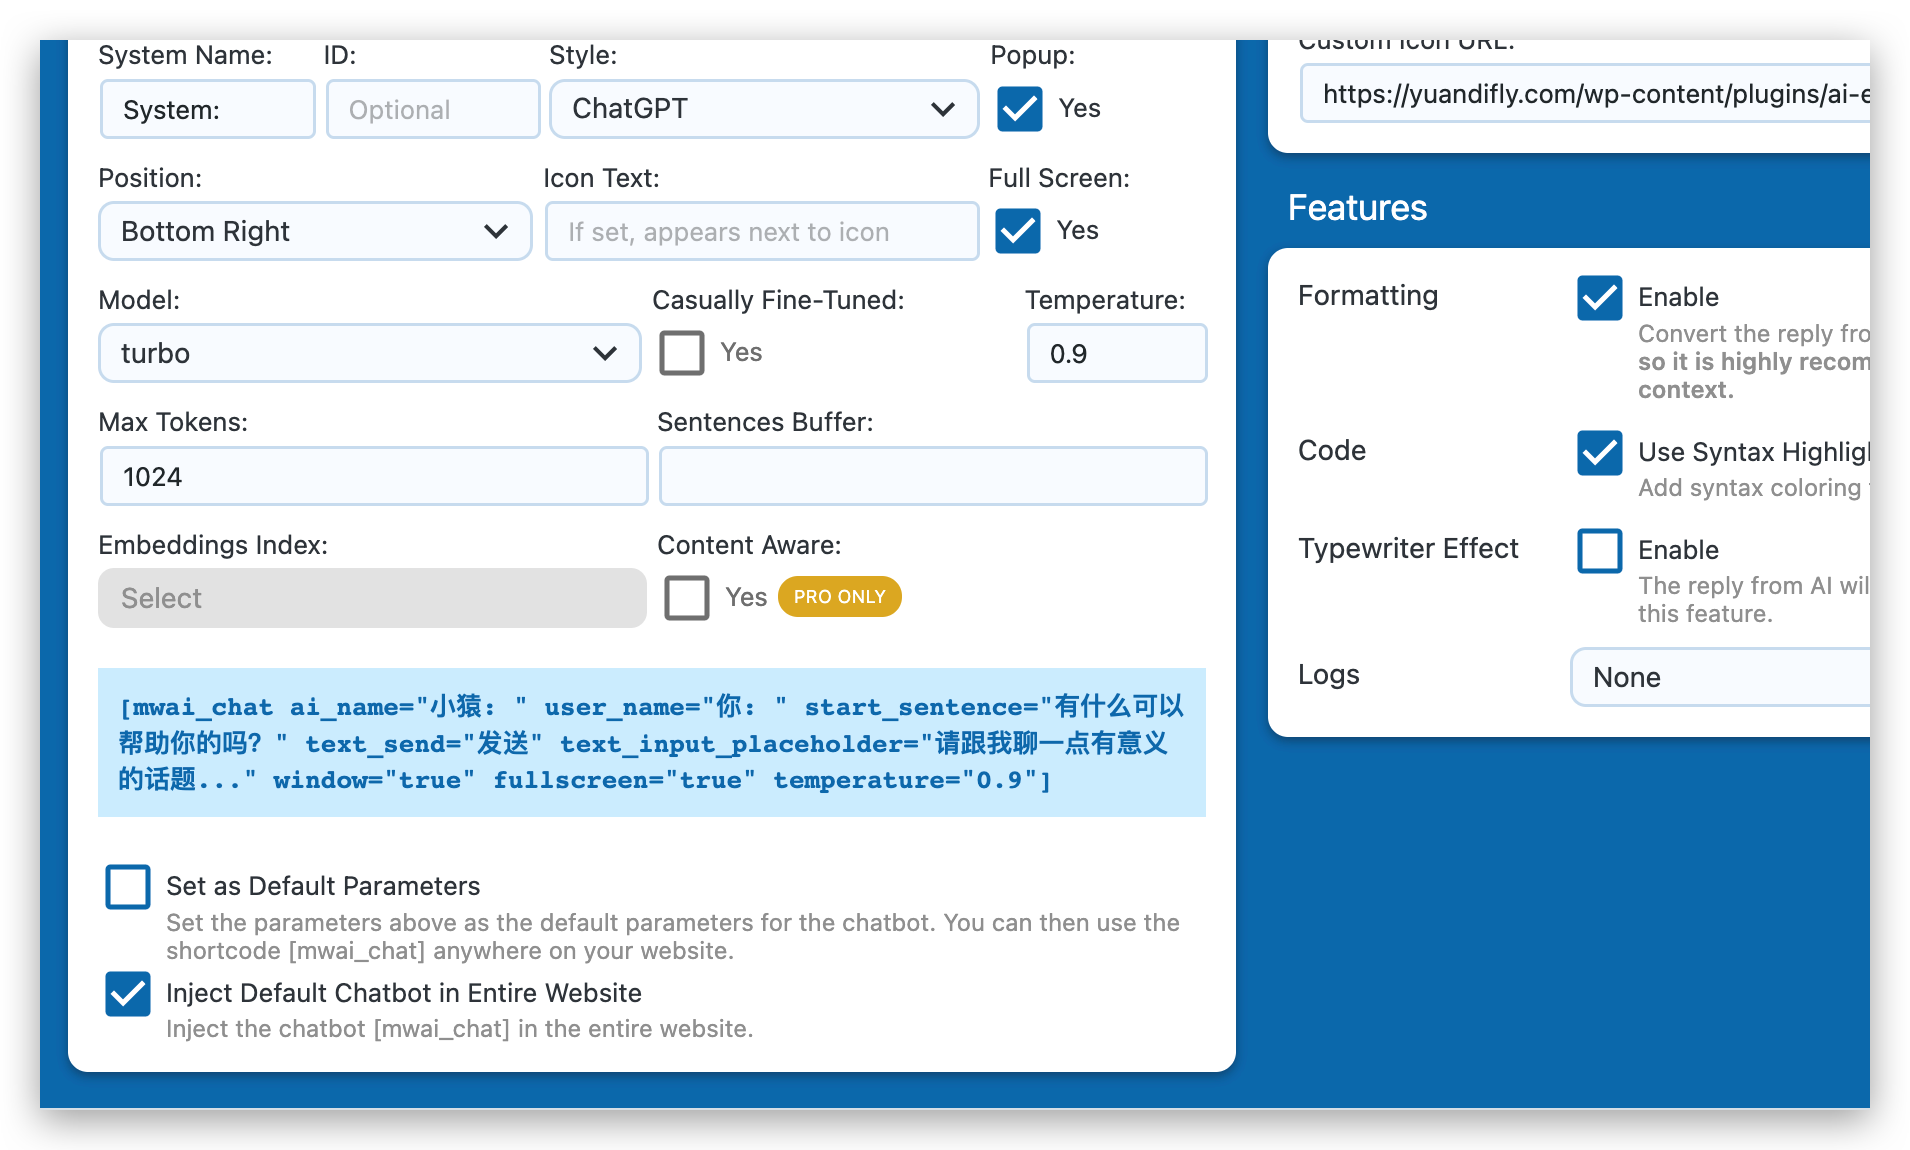 System Name:
ID:
Style:
Popup:
System:
Optional
ChatGPT
Yes
Position:
Icon Text:
Full Screen:
Bottom Right
If set, appears next to icon
Yes
Model:
Casually Fine-Tuned:
Temperature:
turbo
Yes
0.9
Max Tokens:
Sentences Buffer:
1024
Embeddings Index:
Content Aware:
Select
Yes
PRO ONLY
[mwai_chat ai_name="小猿: " user_name="你: " start_sentence="有什么可以
帮助你的吗? " text_send="发送" text_input_placeholder="请跟我聊一点有意义
的话题..." window="true" fullscreen="true" temperature="0.9"]
Set as Default Parameters
Set the parameters above as the default parameters for the chatbot. You can then use the
shortcode [mwai_chat] anywhere on your website.
Inject Default Chatbot in Entire Website
Inject the chatbot [mwai_chat] in the entire website.
Custom Icon URL:
https://yuandifly.com/wp-content/plugins/ai-e
Features
Formatting
Enable
Convert the reply fro
so it is highly recom
context.
Code
Use Syntax Highligh
Add syntax coloring
Typewriter Effect
Enable
The reply from AI wil
this feature.
Logs
None